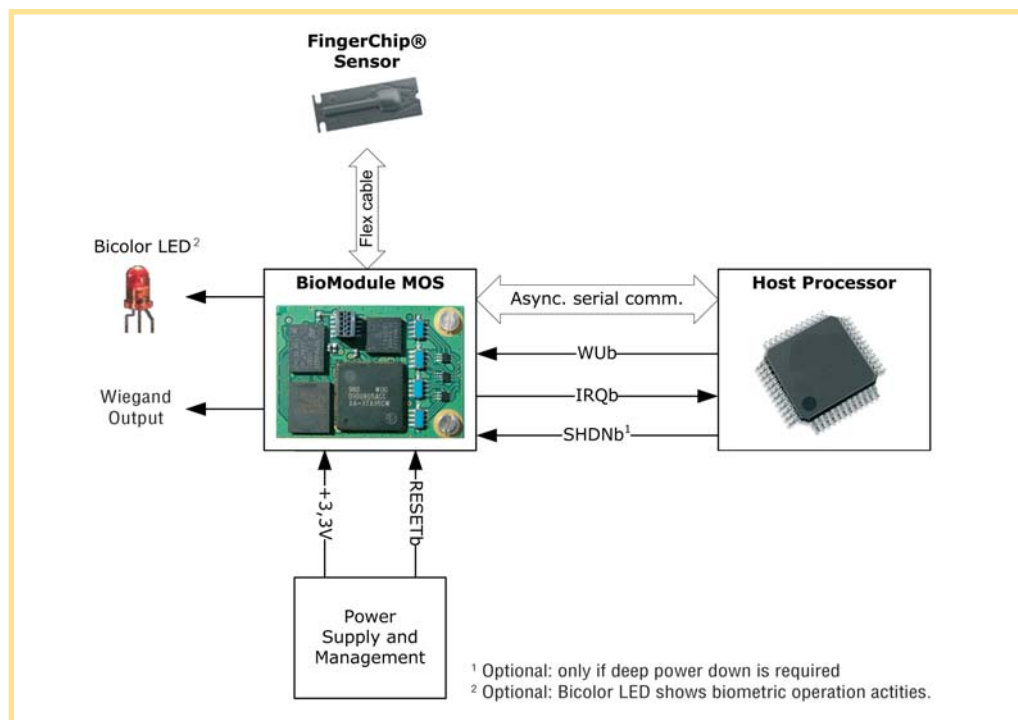 FingerChip®
Sensor
Flex cable
Bicolor LED²
BioModule MOS
Async. serial comm.
Host Processor
WUb
Wiegand
Output
IRQb
SHDNb¹
+3,3V
RESETb
Power
Supply and
Management
¹ Optional: only if deep power down is required
² Optional: Bicolor LED shows biometric operation actities.